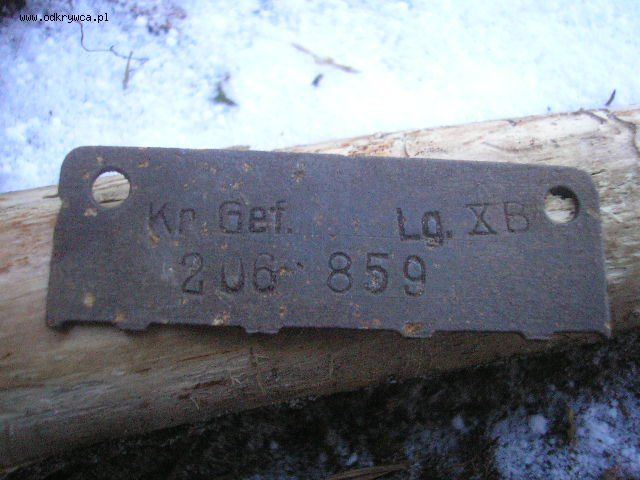 www.odkrywca.pl
Kr. Gef. Lg. XB
206 859